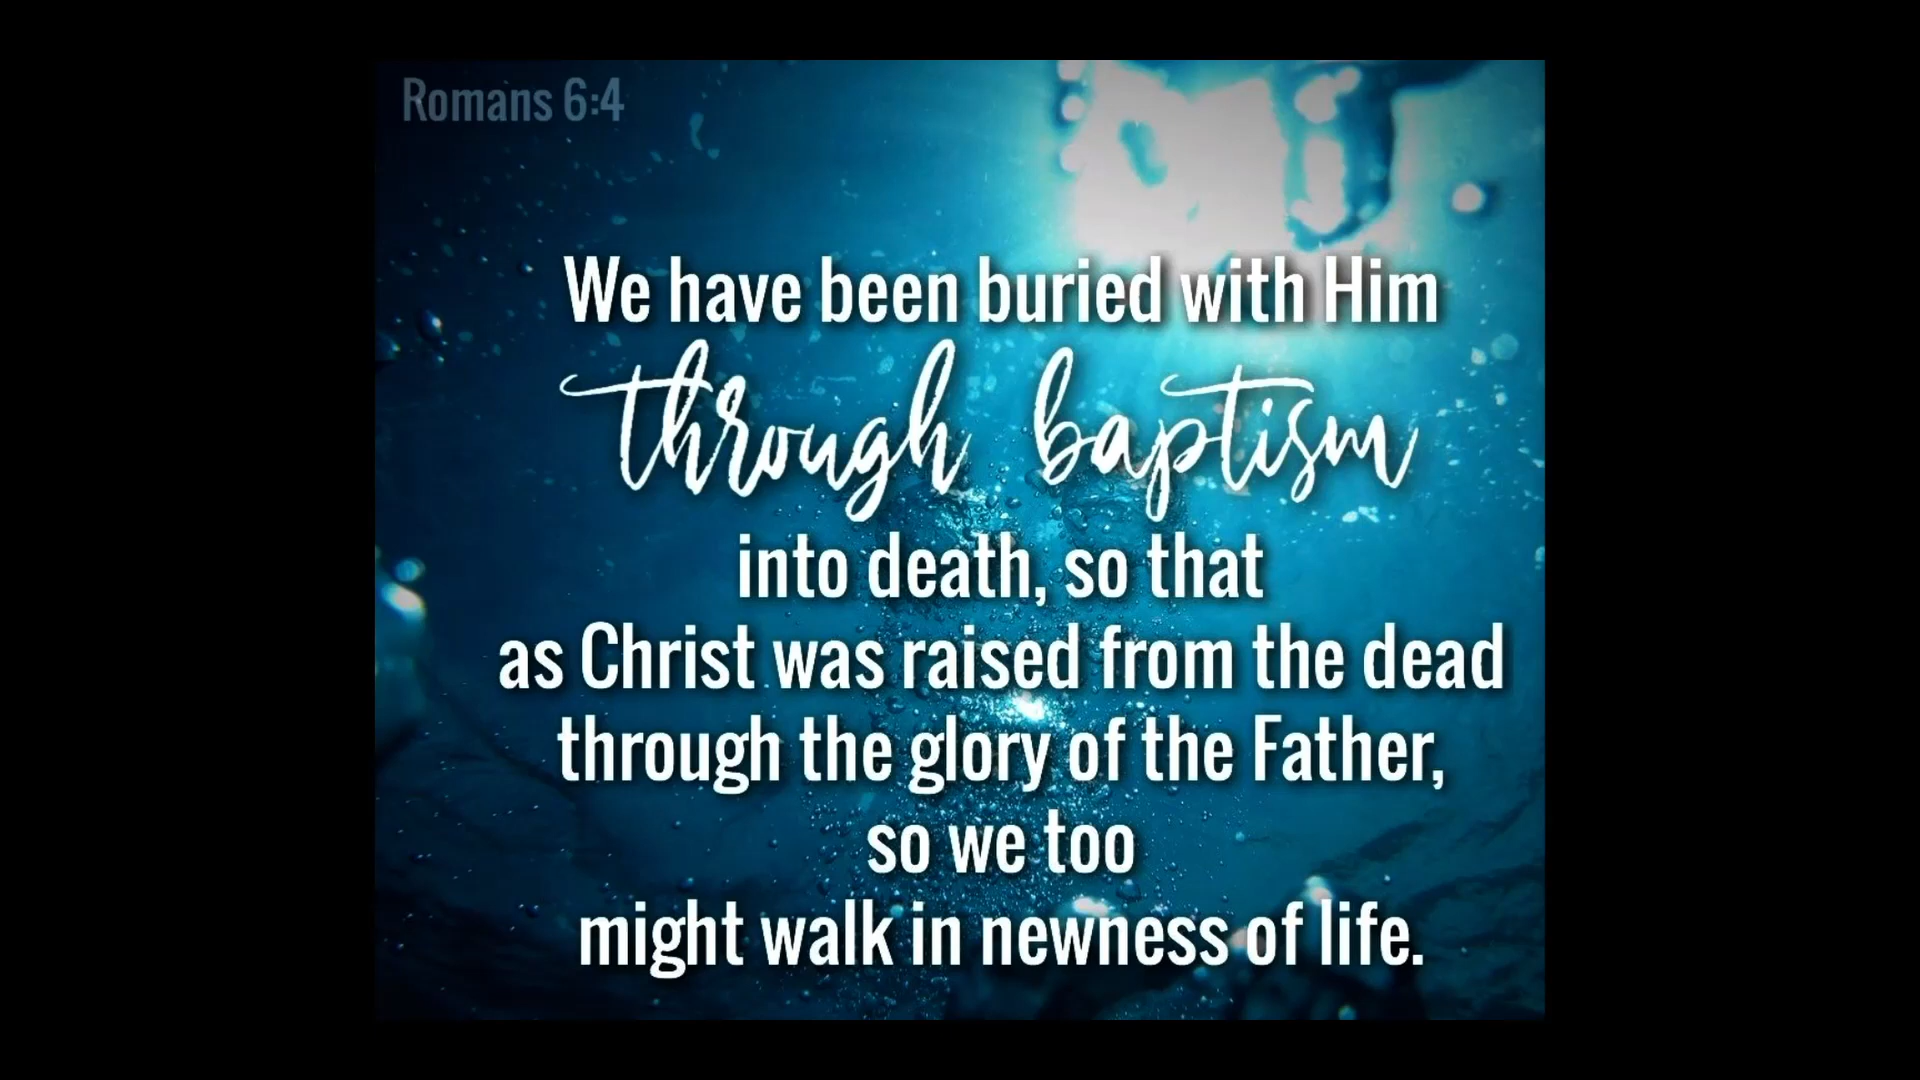 Romans 6:4
We have been buried with Him
through baptism
into death, so that
as Christ was raised from the dead
through the glory of the Father,
so we too
might walk in newness of life.